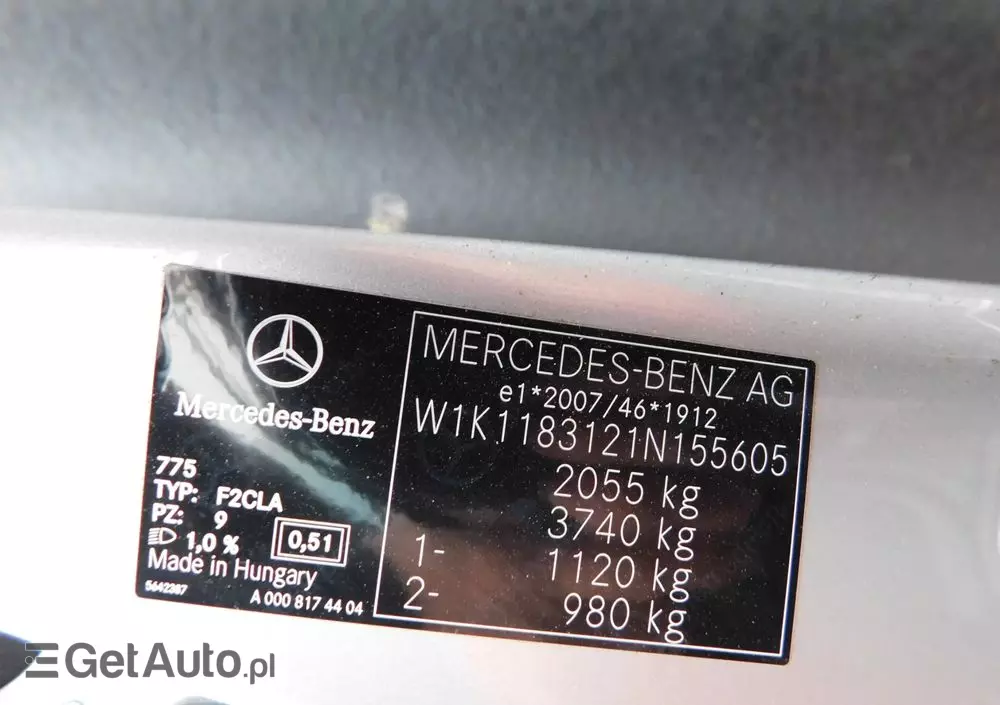 Mercedes-Benz
775
TYP: F2CLA
PZ: 9
1,0 %
0,51
Made in Hungary
5642387
A 000 817 44 04
MERCEDES-BENZ AG
e1*2007/46*1912
W1K1183121N155605
2055 kg
3740 kg
1- 1120 kg
2- 980 kg
GetAuto.pl